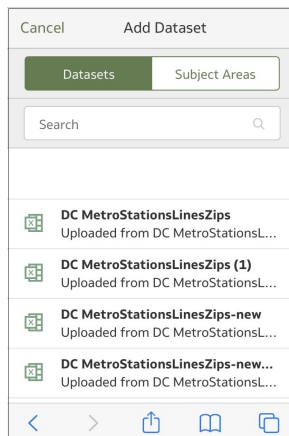 Cancel Add Dataset
Datasets Subject Areas
Search
DC MetroStationsLinesZips
Uploaded from DC MetroStationsL...
DC MetroStationsLinesZips (1)
Uploaded from DC MetroStationsL...
DC MetroStationsLinesZips-new
Uploaded from DC MetroStationsL...
DC MetroStationsLinesZips-new...
Uploaded from DC MetroStationsL...